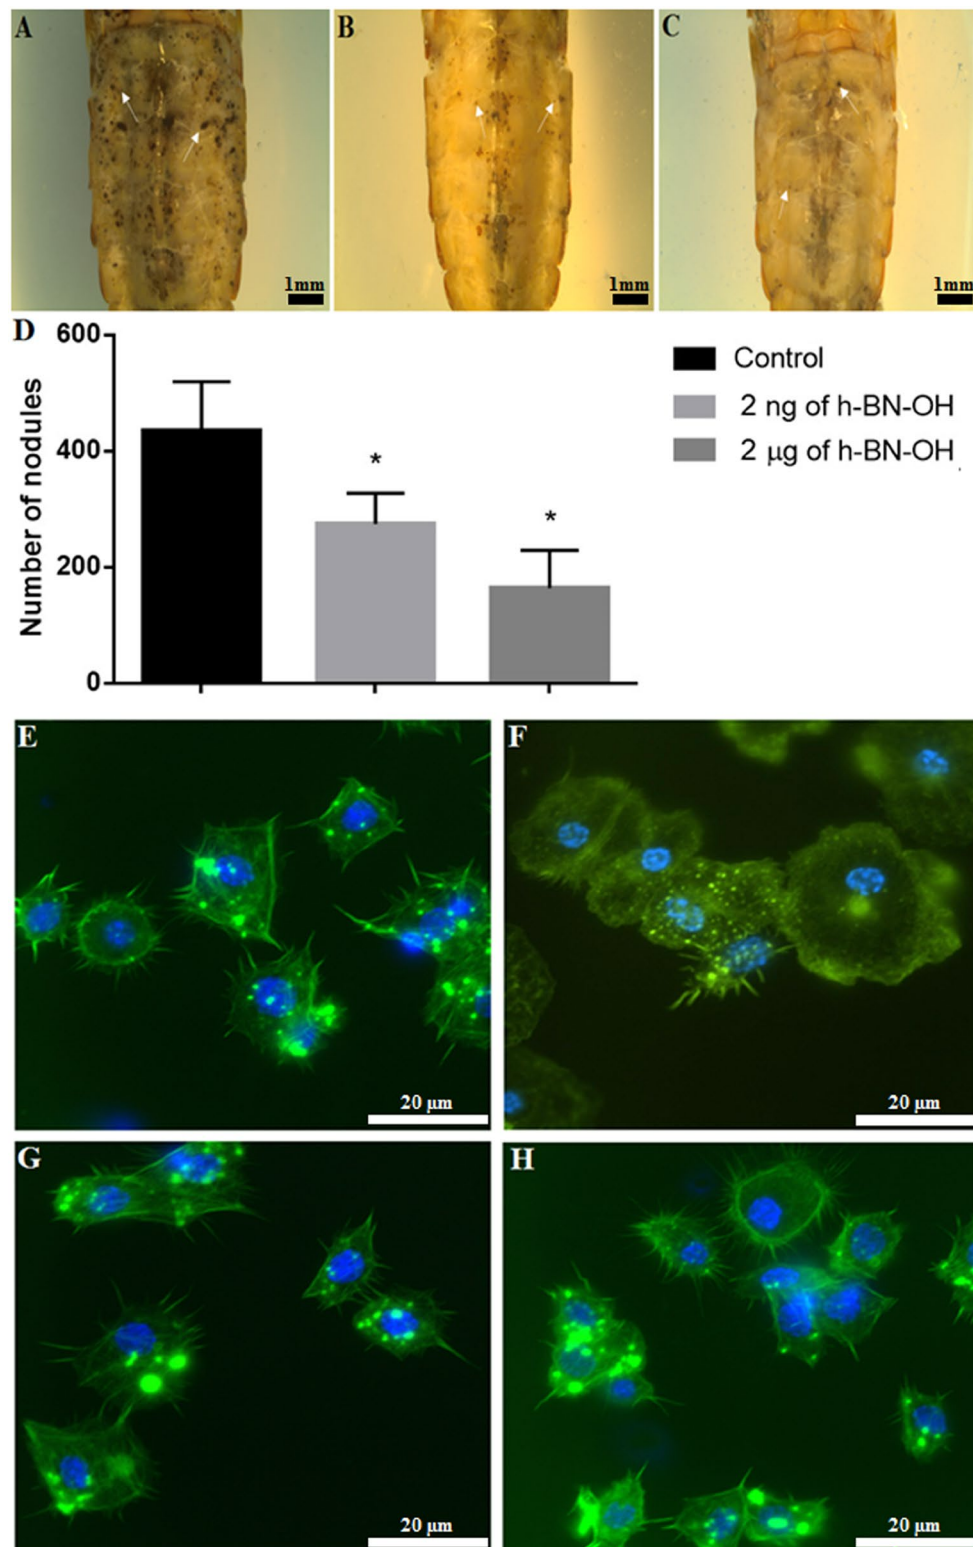 A
B
C
1mm
1mm
1mm
D
600
400
200
0
Number of nodules
*
*
Control
2 ng of h-BN-OH
2 μg of h-BN-OH
E
F
20 μm
20 μm
G
H
20 μm
20 μm